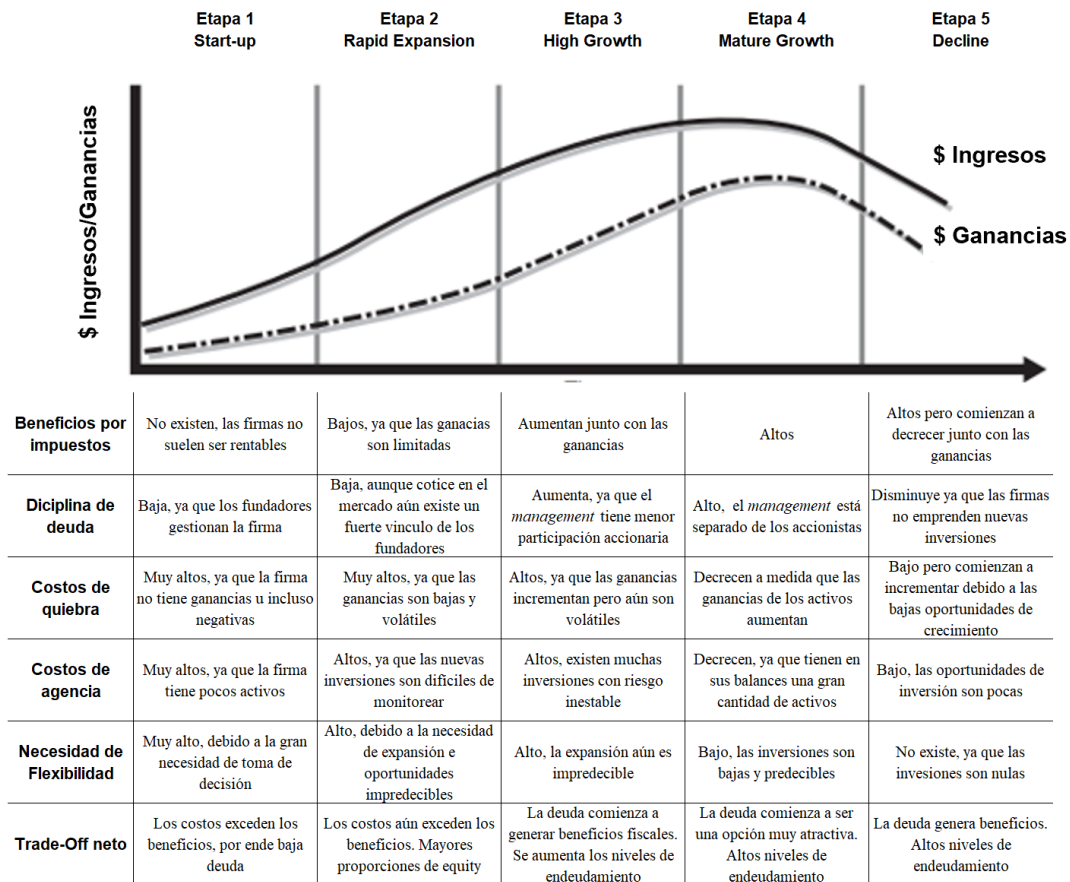 Etapa 1
Start-up
Etapa 2
Rapid Expansion
Etapa 3
High Growth
Etapa 4
Mature Growth
Etapa 5
Decline
$ Ingresos/Ganancias
$ Ingresos
$ Ganancias
Beneficios por
impuestos
No existen, las firmas no
suelen ser rentables
Bajos, ya que las ganacias
son limitadas
Aumentan junto con las
ganancias
Altos
Altos pero comienzan a
decrecer junto con las
ganancias
Diciplina de
deuda
Baja, ya que los fundadores
gestionan la firma
Baja, aunque cotice en el
mercado aún existe un
fuerte vinculo de los
fundadores
Aumenta, ya que el
management tiene menor
participación accionaria
Alto, el management está
separado de los accionistas
Disminuye ya que las firmas
no emprenden nuevas
inversiones
Costos de
quiebra
Muy altos, ya que la firma
no tiene ganancias u incluso
negativas
Muy altos, ya que las
ganancias son bajas y
volátiles
Altos, ya que las ganancias
incrementan pero aún son
volátiles
Decrecen a medida que las
ganancias de los activos
aumentan
Bajo pero comienzan a
incrementar debido a las
bajas oportunidades de
crecimiento
Costos de
agencia
Muy altos, ya que la firma
tiene pocos activos
Altos, ya que las nuevas
inversiones son difíciles de
monitorear
Altos, existen muchas
inversiones con riesgo
inestable
Decrecen, ya que tienen en
sus balances una gran
cantidad de activos
Bajo, las oportunidades de
inversión son pocas
Necesidad de
Flexibilidad
Muy alto, debido a la gran
necesidad de toma de
decisión
Alto, debido a la necesidad
de expansión e
oportunidades
impredecibles
Alto, la expansión aún es
impredecible
Bajo, las inversiones son
bajas y predecibles
No existe, ya que las
invesiones son nulas
Trade-Off neto
Los costos exceden los
beneficios, por ende baja
deuda
Los costos aún exceden los
beneficios. Mayores
proporciones de equity
La deuda comienza a
generar beneficios fiscales.
Se aumenta los niveles de
endeudamiento
La deuda comienza a ser
una opción muy atractiva.
Altos niveles de
endeudamiento
La deuda genera beneficios.
Altos niveles de
endeudamiento